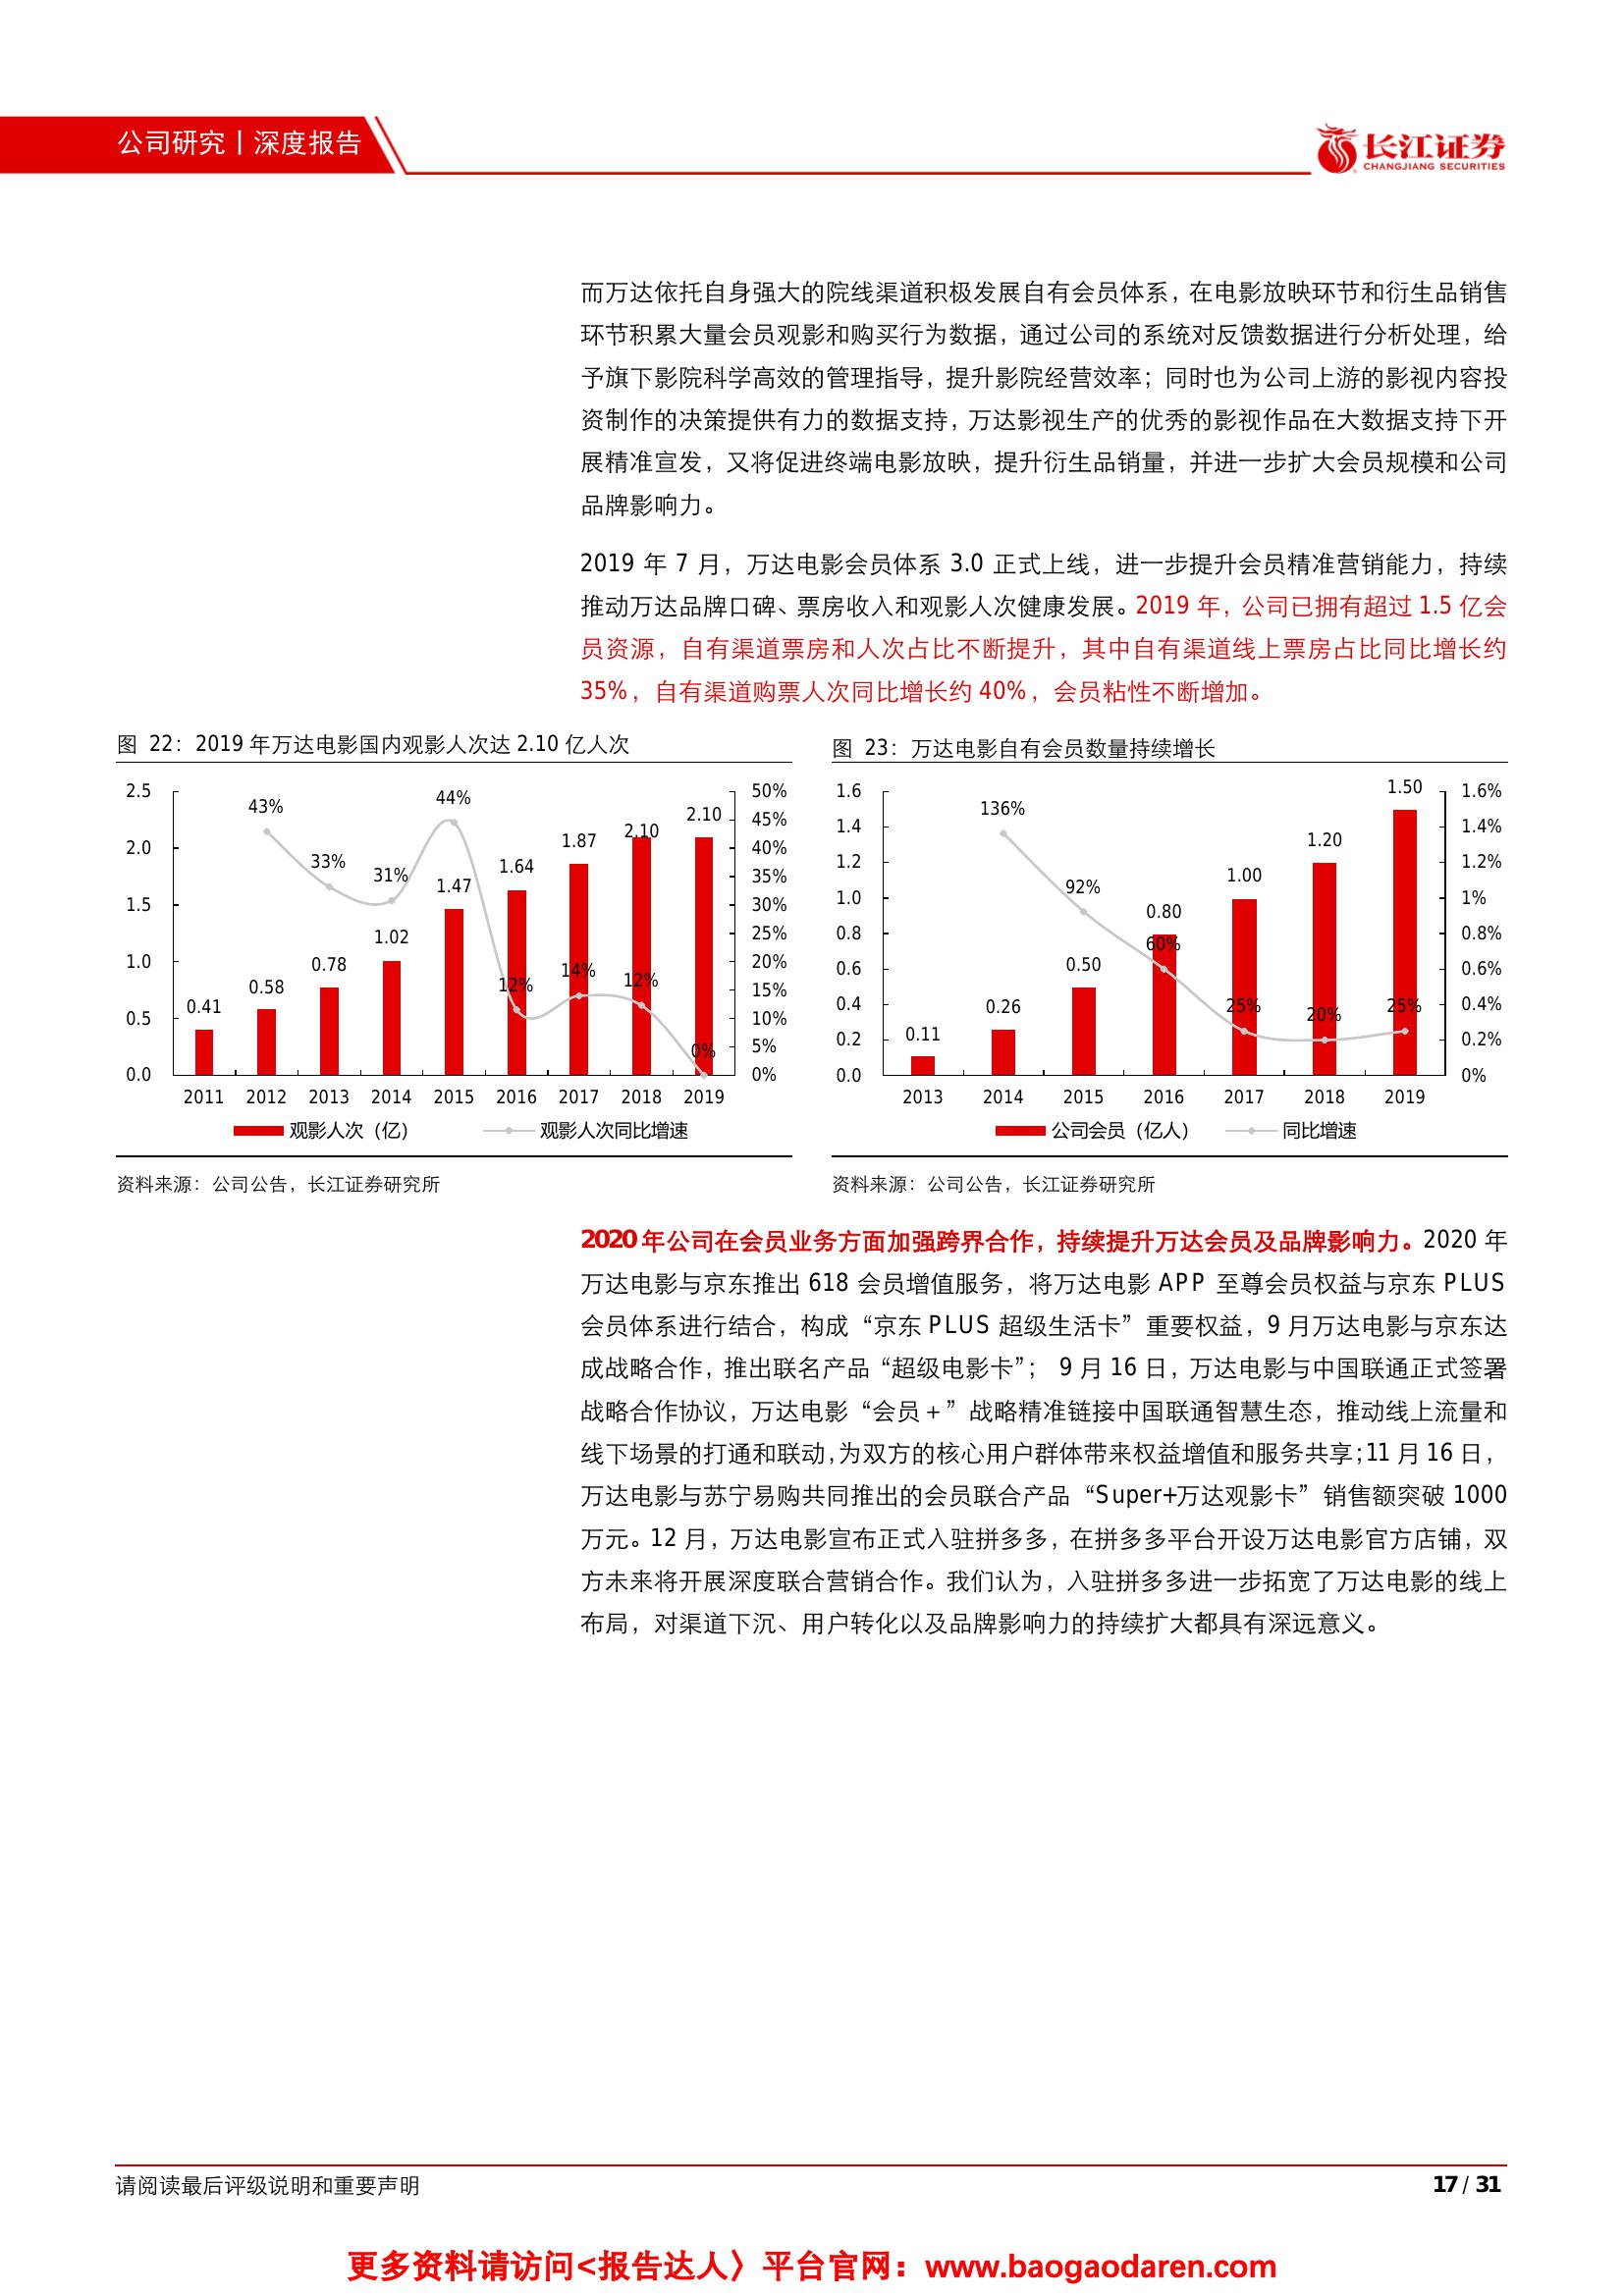 公司研究丨深度报告
长江证券
CHANGJIANG SECURITIES
而万达依托自身强大的院线渠道积极发展自有会员体系，在电影放映环节和衍生品销售
环节积累大量会员观影和购买行为数据，通过公司的系统对反馈数据进行分析处理，给
予旗下影院科学高效的管理指导，提升影院经营效率；同时也为公司上游的影视内容投
资制作的决策提供有力的数据支持，万达影视生产的优秀的影视作品在大数据支持下开
展精准宣发，又将促进终端电影放映，提升衍生品销量，并进一步扩大会员规模和公司
品牌影响力。
2019 年 7 月，万达电影会员体系 3.0 正式上线，进一步提升会员精准营销能力，持续
推动万达品牌口碑、票房收入和观影人次健康发展。2019 年，公司已拥有超过 1.5 亿会
员资源，自有渠道票房和人次占比不断提升，其中自有渠道线上票房占比同比增长约
35%，自有渠道购票人次同比增长约 40%，会员粘性不断增加。
图 22：2019 年万达电影国内观影人次达 2.10 亿人次
2.5
2.0
1.5
1.0
0.5
0.0
50%
45%
40%
35%
30%
25%
20%
15%
10%
5%
0%
0.41
0.58
0.78
1.02
1.47
1.64
1.87
2.10
2.10
43%
33%
31%
44%
12%
14%
12%
0%
2011 2012 2013 2014 2015 2016 2017 2018 2019
观影人次（亿） 观影人次同比增速
资料来源：公司公告，长江证券研究所
图 23：万达电影自有会员数量持续增长
1.6
1.4
1.2
1.0
0.8
0.6
0.4
0.2
0.0
1.6%
1.4%
1.2%
1%
0.8%
0.6%
0.4%
0.2%
0%
0.11
0.26
0.50
0.80
1.00
1.20
1.50
136%
92%
60%
25%
20%
25%
2013 2014 2015 2016 2017 2018 2019
公司会员（亿人） 同比增速
资料来源：公司公告，长江证券研究所
2020 年公司在会员业务方面加强跨界合作，持续提升万达会员及品牌影响力。2020 年
万达电影与京东推出 618 会员增值服务，将万达电影 APP 至尊会员权益与京东 PLUS
会员体系进行结合，构成“京东 PLUS 超级生活卡”重要权益，9 月万达电影与京东达
成战略合作，推出联名产品“超级电影卡”； 9 月 16 日，万达电影与中国联通正式签署
战略合作协议，万达电影“会员＋”战略精准链接中国联通智慧生态，推动线上流量和
线下场景的打通和联动，为双方的核心用户群体带来权益增值和服务共享；11 月 16 日，
万达电影与苏宁易购共同推出的会员联合产品“Super+万达观影卡”销售额突破 1000
万元。12 月，万达电影宣布正式入驻拼多多，在拼多多平台开设万达电影官方店铺，双
方未来将开展深度联合营销合作。我们认为，入驻拼多多进一步拓宽了万达电影的线上
布局，对渠道下沉、用户转化以及品牌影响力的持续扩大都具有深远意义。
请阅读最后评级说明和重要声明
17 / 31
更多资料请访问<报告达人〉平台官网：www.baogaodaren.com